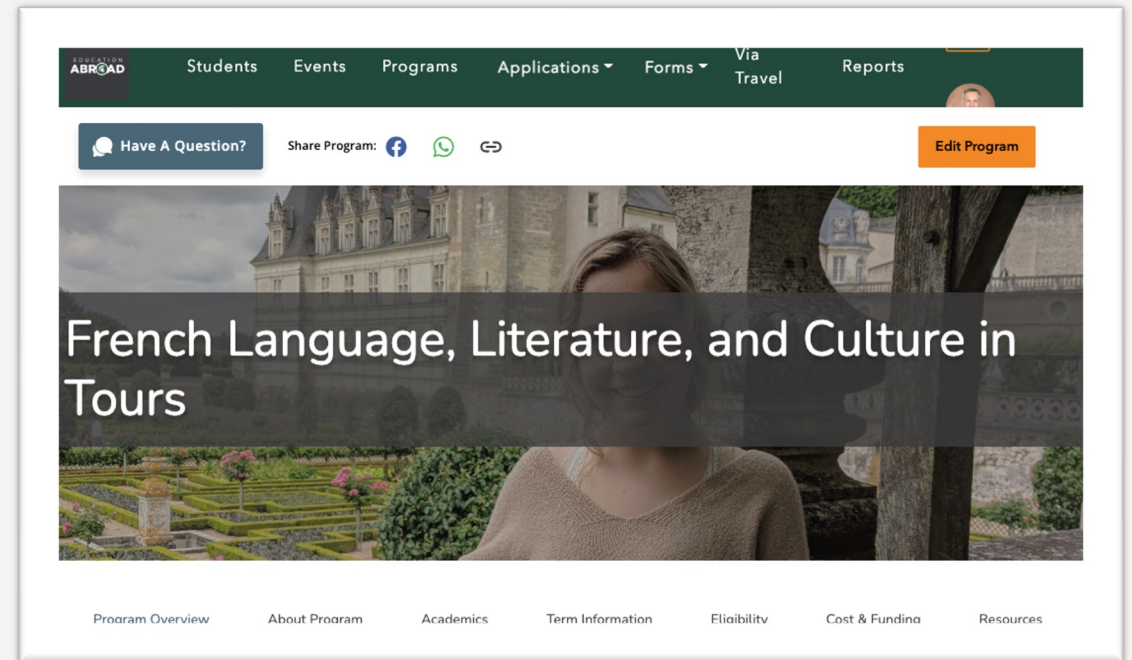 EDUCATION
ABROAD
Students Events Programs Applications Forms Via Travel Reports
Have A Question? Share Program: Edit Program
French Language, Literature, and Culture in
Tours
Program Overview About Program Academics Term Information Eligibility Cost & Funding Resources